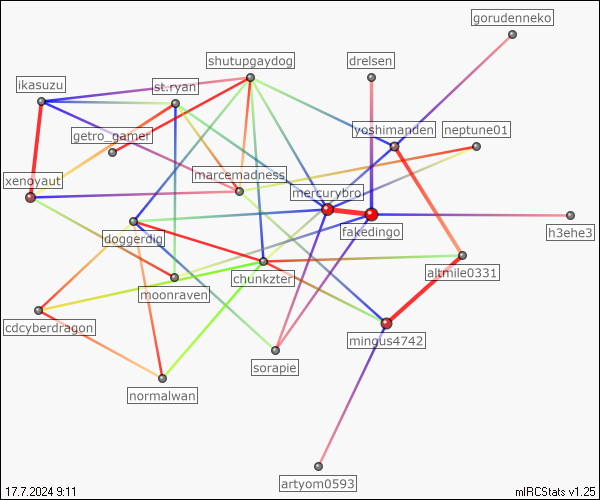 gorudenneko
shutupgaydog
drelsen
ikasuzu
st.ryan
getro_gamer
yoshimanden
neptune01
xenoyaut
marcemadness
mercurybro
doggerdig
fakedingo
h3ehe3
chunkzter
altmile0331
moonraven
cdcyberdragon
mingus4742
sorapie
normalwan
artyom0593
17.7.2024 9:11
mIRCStats v1.25